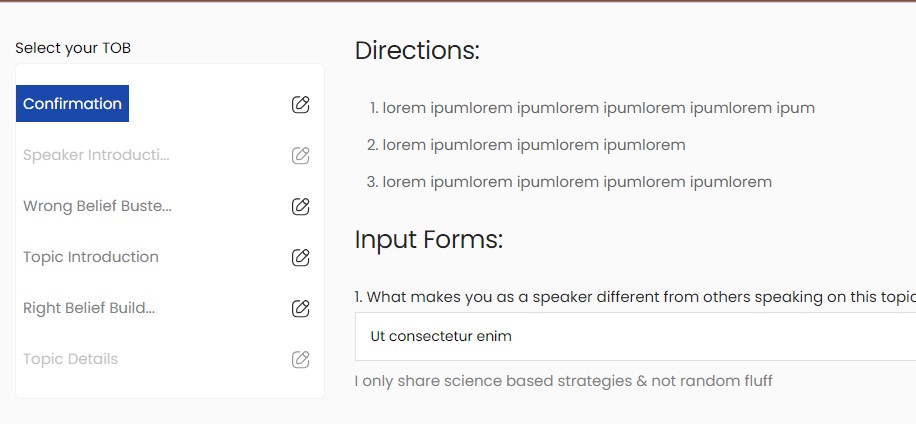 Select your TOB
Confirmation
Speaker Introducti...
Wrong Belief Buste...
Topic Introduction
Right Belief Build...
Topic Details
Directions:
1. lorem ipumlorem ipumlorem ipumlorem ipumlorem ipum
2. lorem ipumlorem ipumlorem ipumlorem
3. lorem ipumlorem ipumlorem ipumlorem ipumlorem
Input Forms:
1. What makes you as a speaker different from others speaking on this topic
Ut consectetur enim
I only share science based strategies & not random fluff